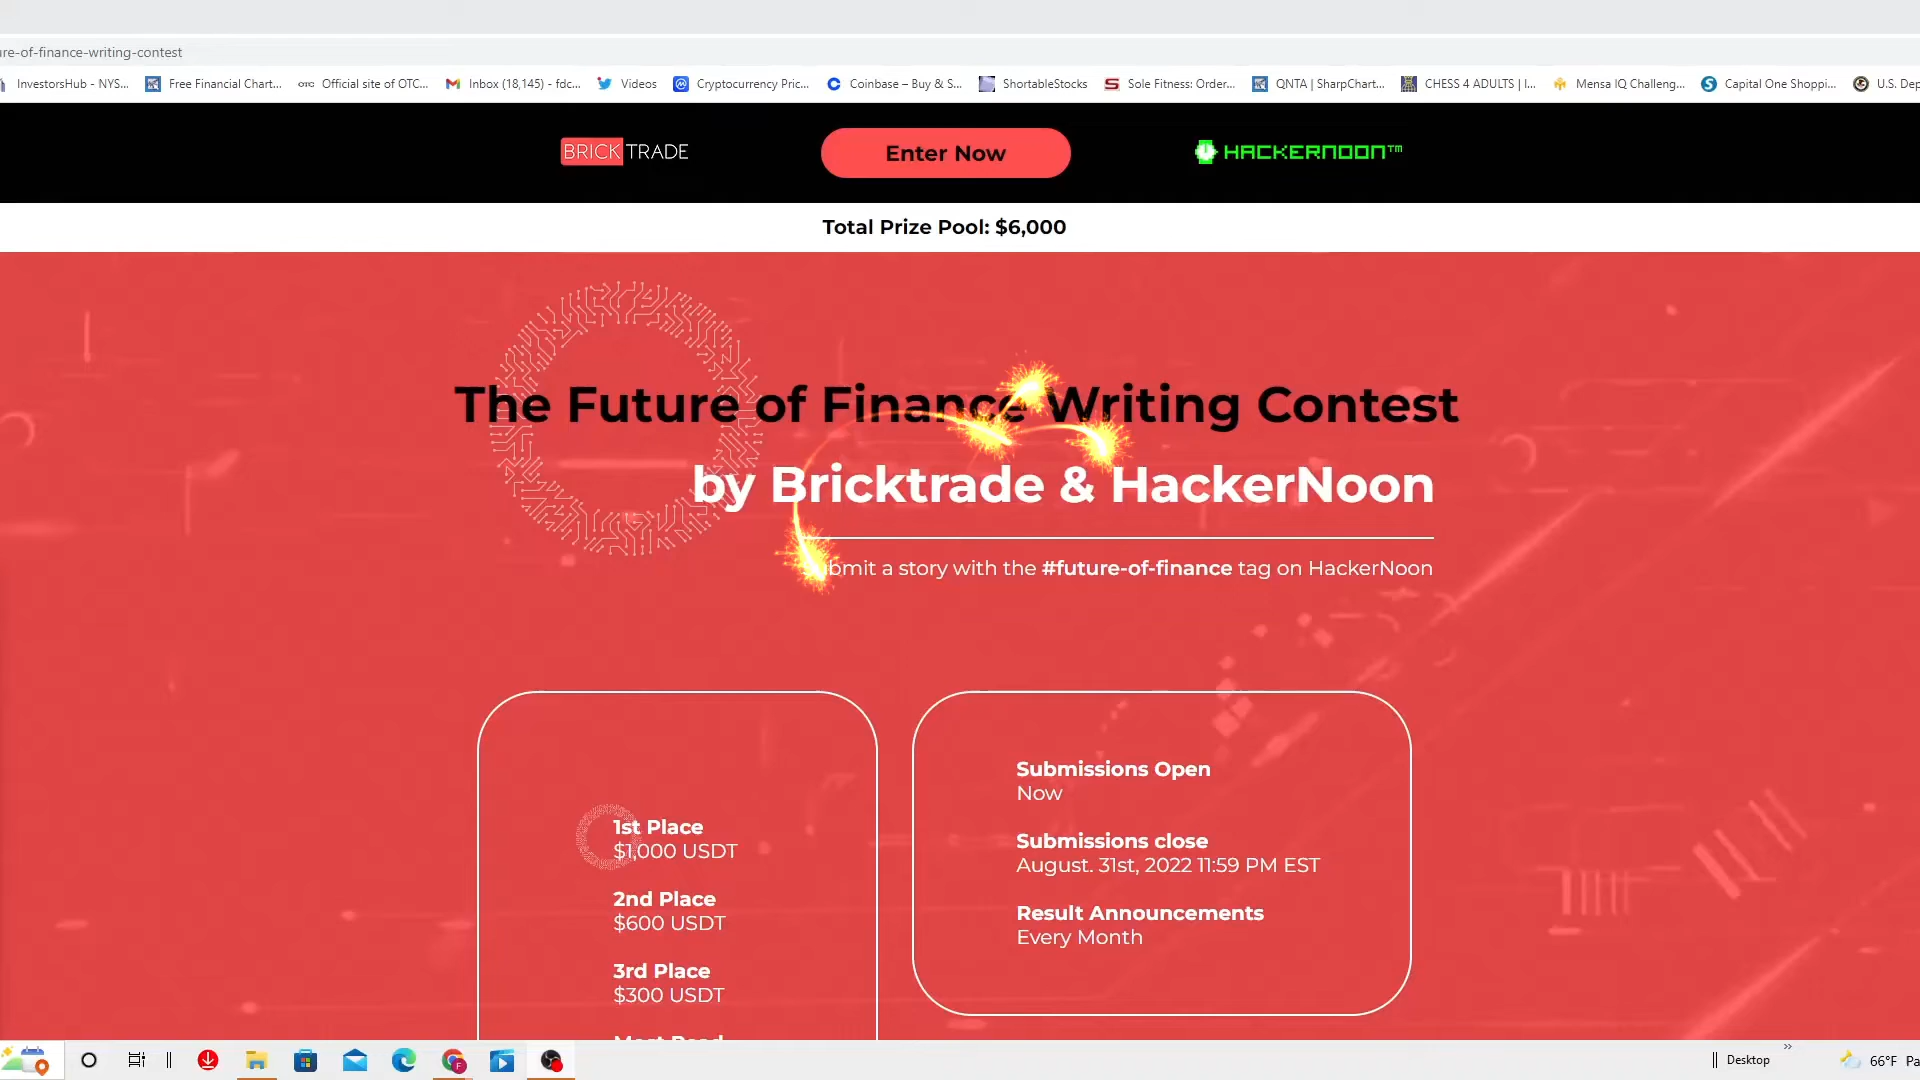 ure-of-finance-writing-contest
InvestorsHub - NYS... Free Financial Chart... OTC Official site of OTC... Inbox (18,145) - fdc... Videos Cryptocurrency Pric... Coinbase – Buy & S... ShortableStocks Sole Fitness: Order... QNTA | SharpChart... CHESS 4 ADULTS | I... Mensa IQ Challeng... Capital One Shoppi... U.S. Dep
BRICK TRADE Enter Now HACKERNOON™
Total Prize Pool: $6,000
The Future of Finance Writing Contest
by Bricktrade & HackerNoon
bmit a story with the #future-of-finance tag on HackerNoon
1st Place
$1,000 USDT
2nd Place
$600 USDT
3rd Place
$300 USDT
Most Read
Submissions Open
Now
Submissions close
August. 31st, 2022 11:59 PM EST
Result Announcements
Every Month
Desktop 66°F Pa